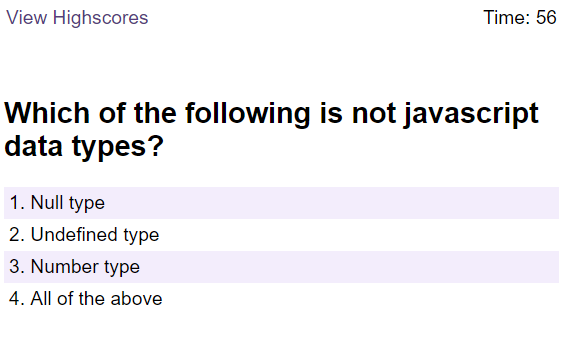 View Highscores
Time: 56
Which of the following is not javascript
data types?
1. Null type
2. Undefined type
3. Number type
4. All of the above